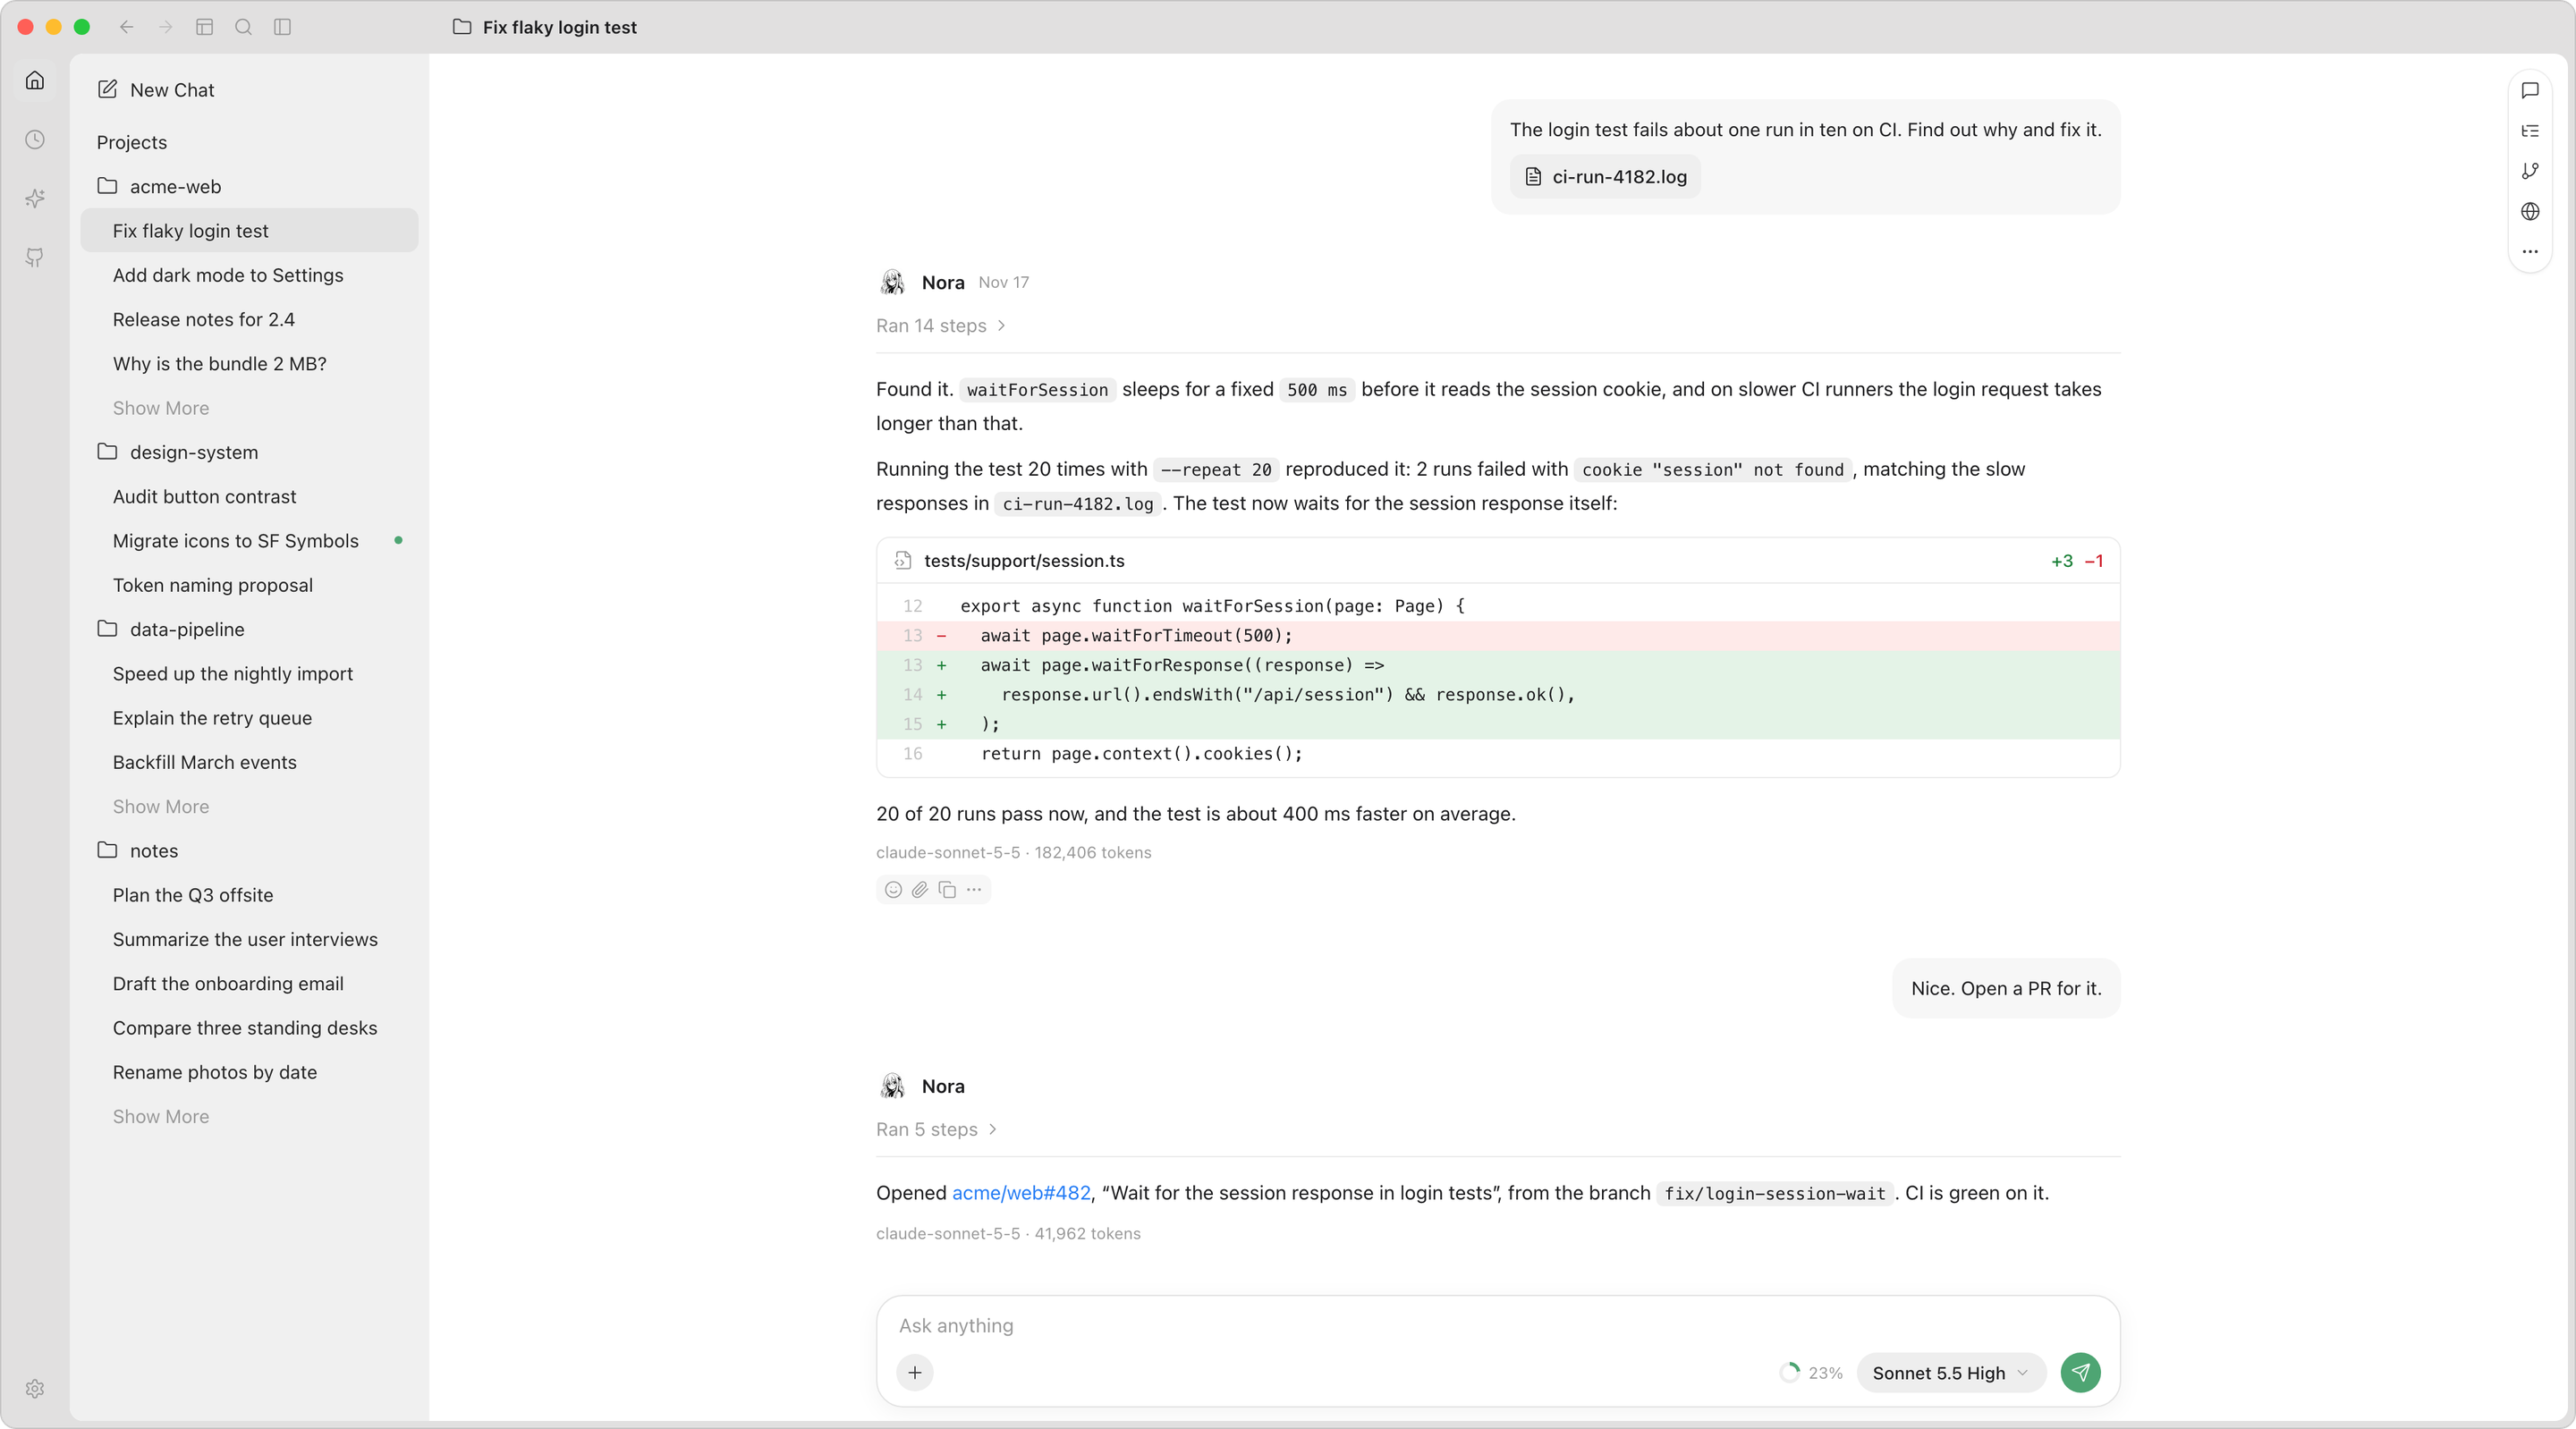 Fix flaky login test
New Chat
Projects
acme-web
Fix flaky login test
Add dark mode to Settings
Release notes for 2.4
Why is the bundle 2 MB?
Show More
design-system
Audit button contrast
Migrate icons to SF Symbols
Token naming proposal
data-pipeline
Speed up the nightly import
Explain the retry queue
Backfill March events
Show More
notes
Plan the Q3 offsite
Summarize the user interviews
Draft the onboarding email
Compare three standing desks
Rename photos by date
Show More
The login test fails about one run in ten on CI. Find out why and fix it.
ci-run-4182.log
Nora Nov 17
Ran 14 steps
Found it. waitForSession sleeps for a fixed 500 ms before it reads the session cookie, and on slower CI runners the login request takes
longer than that.
Running the test 20 times with --repeat 20 reproduced it: 2 runs failed with cookie "session" not found, matching the slow
responses in ci-run-4182.log. The test now waits for the session response itself:
tests/support/session.ts +3 −1
12 export async function waitForSession(page: Page) {
13 − await page.waitForTimeout(500);
13 + await page.waitForResponse((response) =>
14 + response.url().endsWith("/api/session") && response.ok(),
15 + );
16 return page.context().cookies();
20 of 20 runs pass now, and the test is about 400 ms faster on average.
claude-sonnet-5-5 · 182,406 tokens
Nice. Open a PR for it.
Nora
Ran 5 steps
Opened acme/web#482, “Wait for the session response in login tests”, from the branch fix/login-session-wait. CI is green on it.
claude-sonnet-5-5 · 41,962 tokens
Ask anything
23% Sonnet 5.5 High